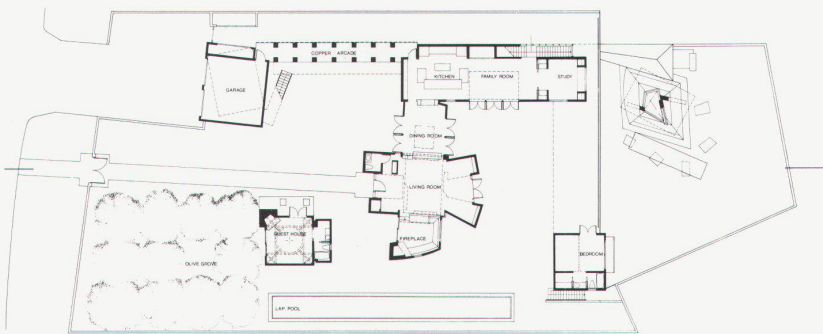 COPPER ARCADE
KITCHEN
FAMILY ROOM
STUDY
GARAGE
DINING ROOM
LIVING ROOM
GUEST HOUSE
FIREPLACE
OLIVE GROVE
BEDROOM
LAP POOL